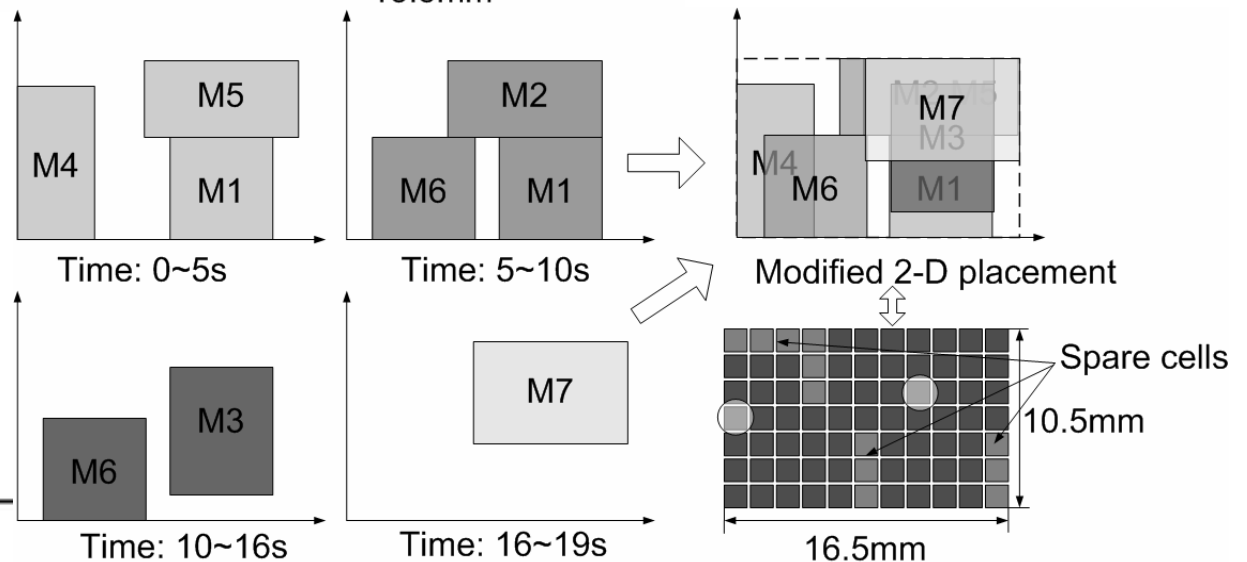 M4
M5
M1
Time: 0~5s
M2
M6
M1
Time: 5~10s
M7
M3
M4
M6
M1
Modified 2-D placement
M6
M3
Time: 10~16s
M7
Time: 16~19s
Spare cells
10.5mm
16.5mm